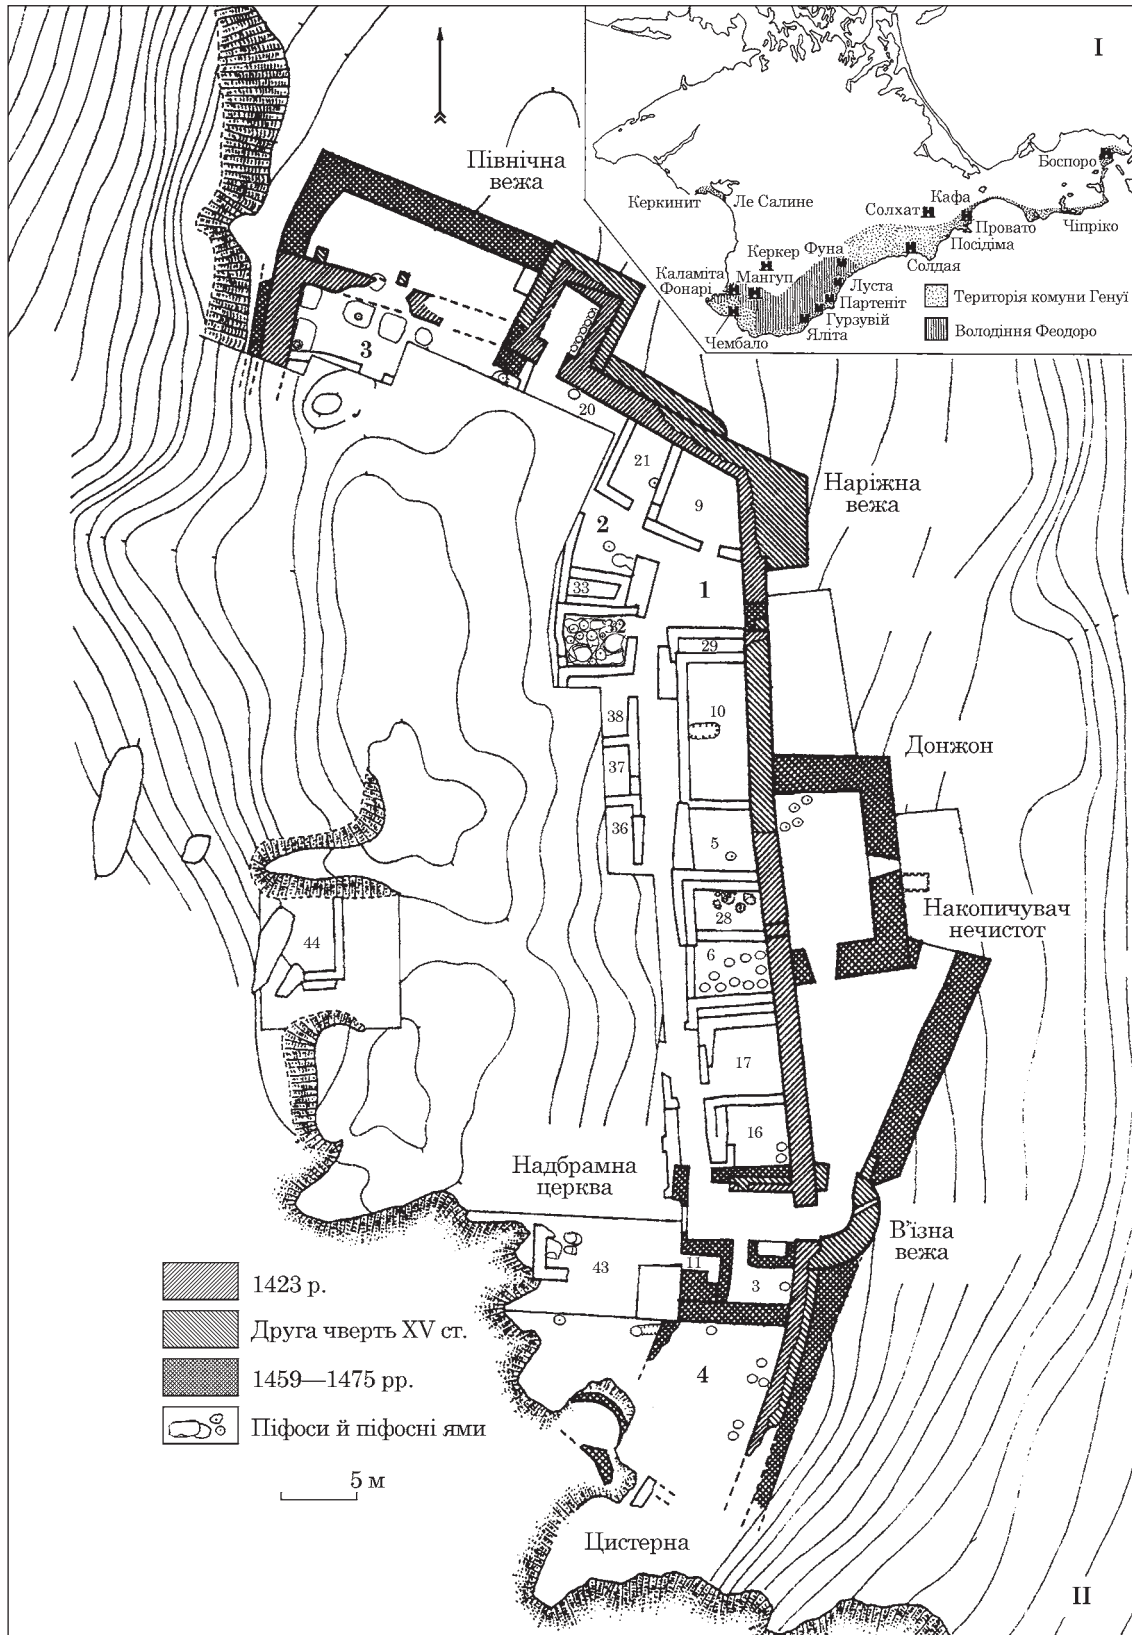 I
Боспоро
Керкинит
Ле Салине
Солхат
Кафа
Провато
Посідіма
Чіпріко
Керкер
Фуна
Солдая
Каламіта
Фонарі
Мангуп
Луста
Партеніт
Гурзувій
Яліта
Чембало
Територія комуни Генуї
Володіння Феодоро
Північна
вежа
3
20
21
9
Наріжна
вежа
2
33
1
32
29
38
10
37
Донжон
36
5
28
Накопичувач
нечистот
44
6
17
16
Надбрамна
церква
В'їзна
вежа
43
11
3
4
1423 р.
Друга чверть XV ст.
1459—1475 рр.
Піфоси й піфосні ями
5 м
Цистерна
II